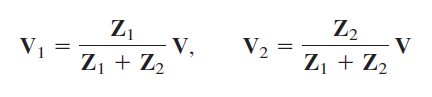 V₁ = Z₁ / (Z₁ + Z₂) V, V₂ = Z₂ / (Z₁ + Z₂) V